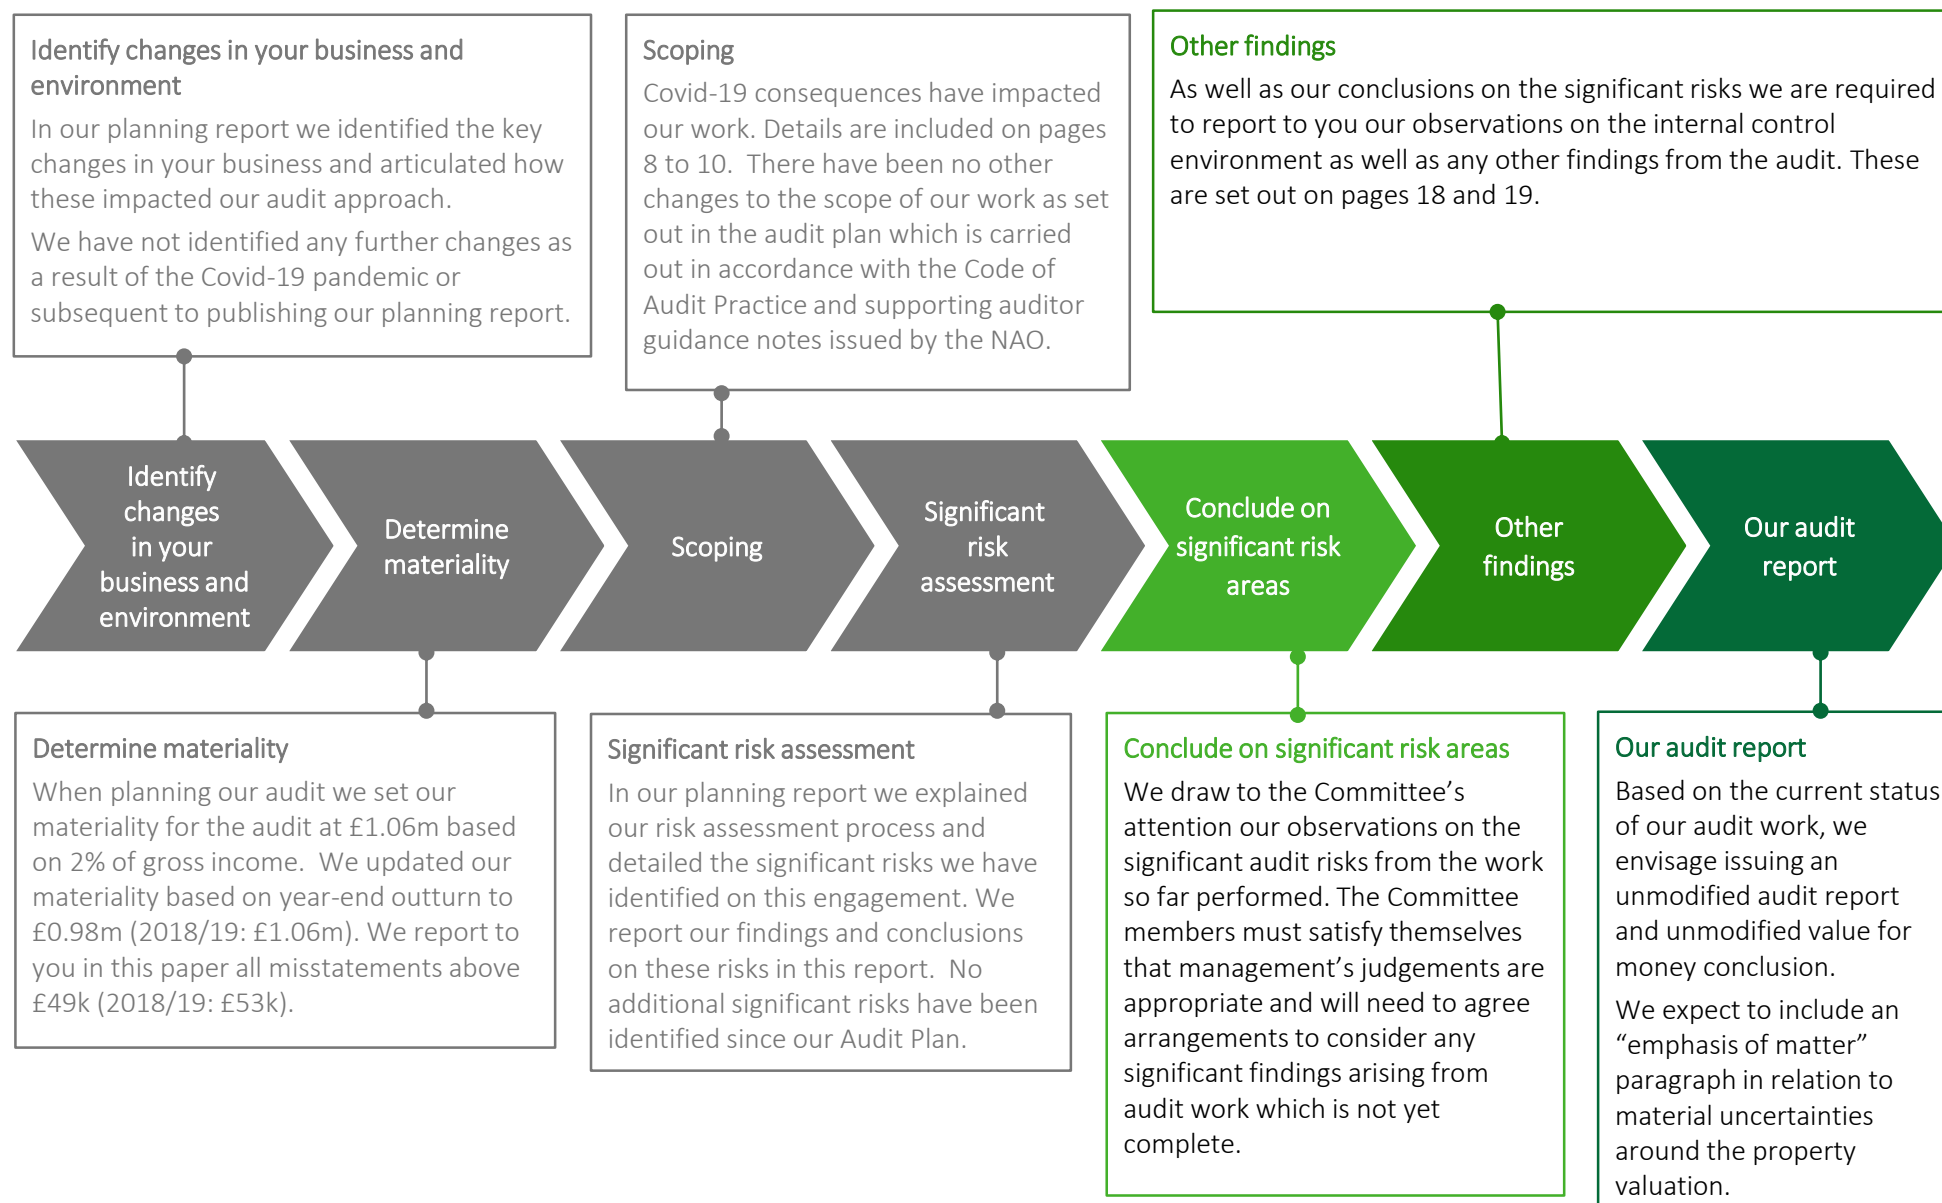 Identify changes in your business and
environment
In our planning report we identified the key
changes in your business and articulated how
these impacted our audit approach.
We have not identified any further changes as
a result of the Covid-19 pandemic or
subsequent to publishing our planning report.
Scoping
Covid-19 consequences have impacted
our work. Details are included on pages
8 to 10.  There have been no other
changes to the scope of our work as set
out in the audit plan which is carried
out in accordance with the Code of
Audit Practice and supporting auditor
guidance notes issued by the NAO.
Other findings
As well as our conclusions on the significant risks we are required
to report to you our observations on the internal control
environment as well as any other findings from the audit. These
are set out on pages 18 and 19.
Identify
changes
in your
business and
environment
Determine
materiality
Scoping
Significant
risk
assessment
Conclude on
significant risk
areas
Other
findings
Our audit
report
Determine materiality
When planning our audit we set our
materiality for the audit at £1.06m based
on 2% of gross income.  We updated our
materiality based on year-end outturn to
£0.98m (2018/19: £1.06m). We report to
you in this paper all misstatements above
£49k (2018/19: £53k).
Significant risk assessment
In our planning report we explained
our risk assessment process and
detailed the significant risks we have
identified on this engagement. We
report our findings and conclusions
on these risks in this report.  No
additional significant risks have been
identified since our Audit Plan.
Conclude on significant risk areas
We draw to the Committee’s
attention our observations on the
significant audit risks from the work
so far performed. The Committee
members must satisfy themselves
that management’s judgements are
appropriate and will need to agree
arrangements to consider any
significant findings arising from
audit work which is not yet
complete.
Our audit report
Based on the current status
of our audit work, we
envisage issuing an
unmodified audit report
and unmodified value for
money conclusion.
We expect to include an
“emphasis of matter”
paragraph in relation to
material uncertainties
around the property
valuation.